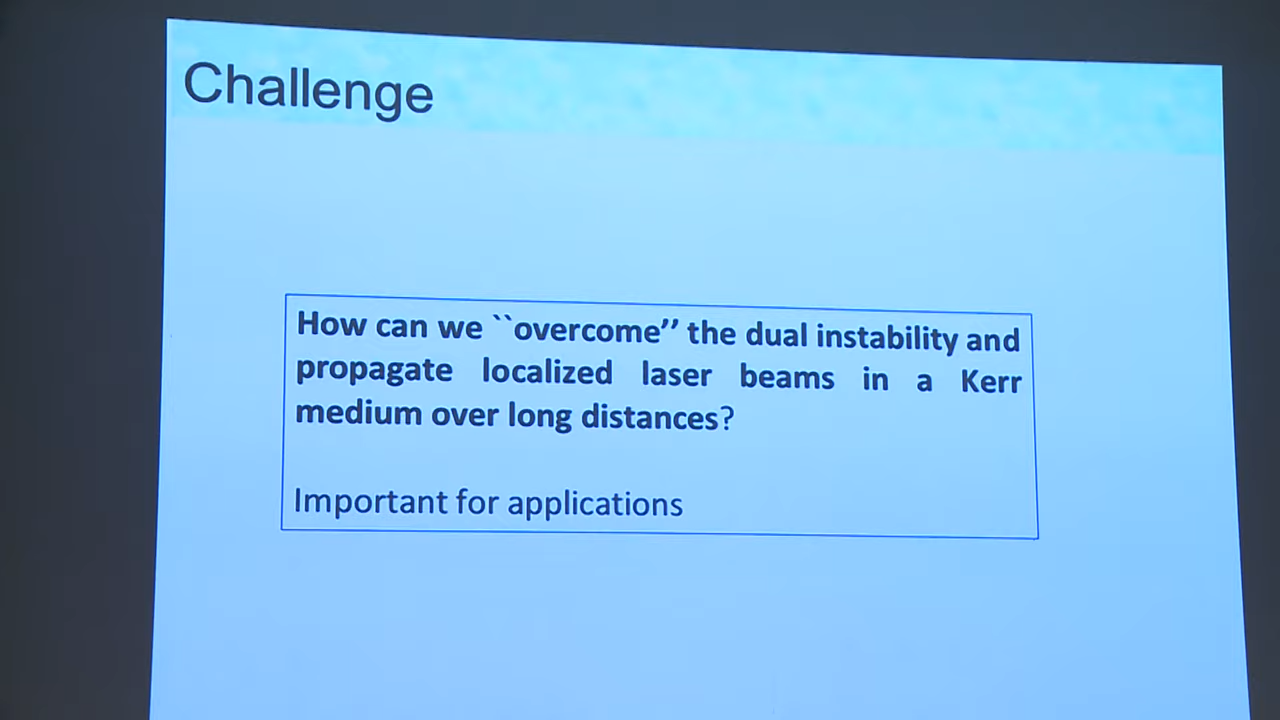 Challenge
How can we ``overcome’’ the dual instability and
propagate localized laser beams in a Kerr
medium over long distances?
Important for applications